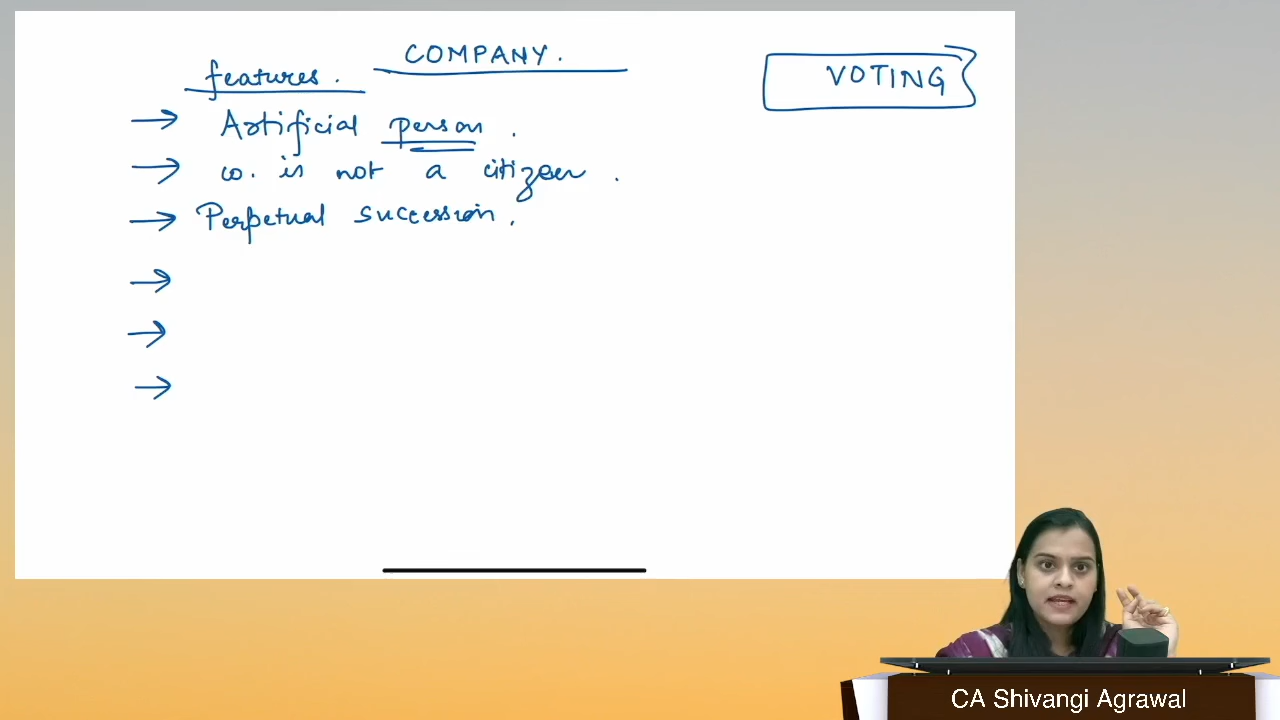 COMPANY.
features.
VOTING
→ Artificial person.
→ co. is not a citizen.
→ Perpetual succession.
→
→
→
CA Shivangi Agrawal